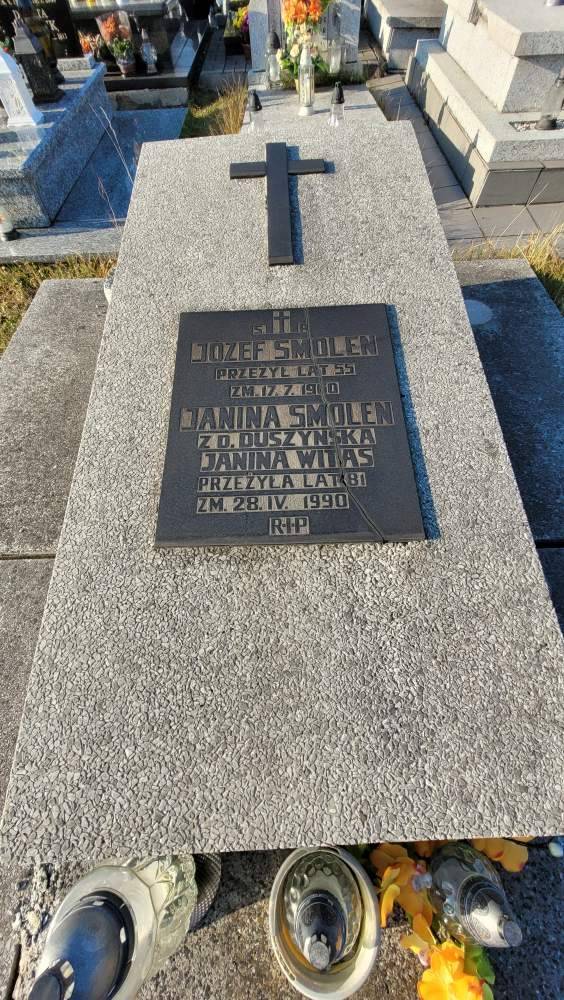 Ś † P
JÓZEF SMOLEŃ
PRZEŻYŁ LAT 55
ZM. 17. 7.
JANINA SMOLEŃ
Z D. DUSZYŃSKA
JANINA WITAS
PRZEŻYŁA LAT 81
ZM. 28. IV. 1990
R.I.P